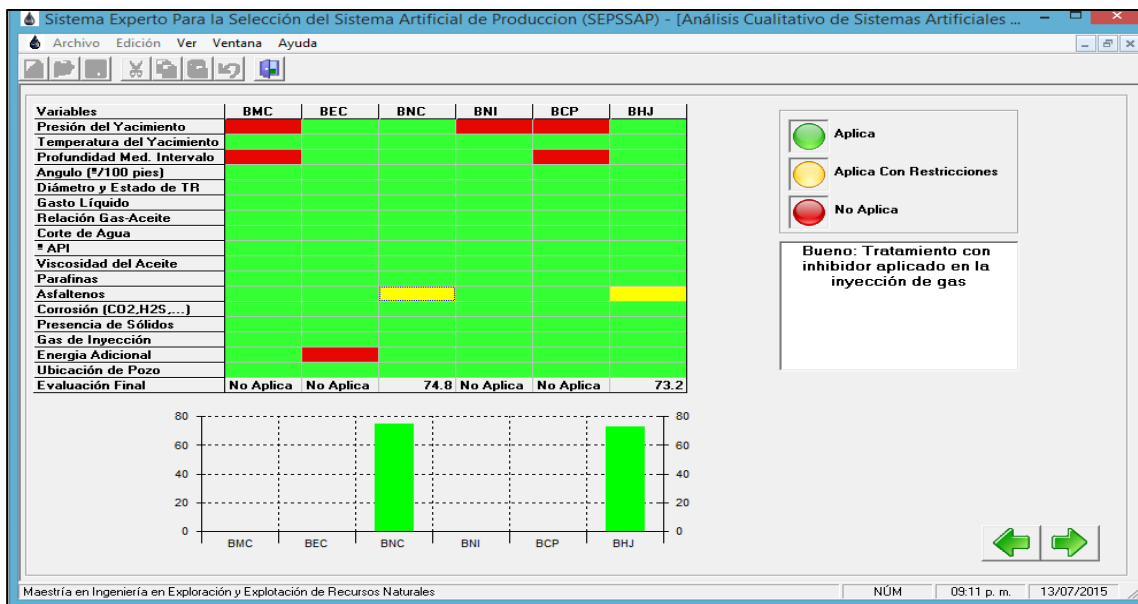 Sistema Experto Para la Selección del Sistema Artificial de Produccion (SEPSSAP) - [Análisis Cualitativo de Sistemas Artificiales ...
Archivo Edición Ver Ventana Ayuda
Variables BMC BEC BNC BNI BCP BHJ
Presión del Yacimiento
Temperatura del Yacimiento
Profundidad Med. Intervalo
Angulo (º/100 pies)
Diámetro y Estado de TR
Gasto Líquido
Relación Gas-Aceite
Corte de Agua
º API
Viscosidad del Aceite
Parafinas
Asfaltenos
Corrosión (CO2,H2S,...)
Presencia de Sólidos
Gas de Inyección
Energia Adicional
Ubicación de Pozo
Evaluación Final No Aplica No Aplica 74.8 No Aplica No Aplica 73.2
Aplica
Aplica Con Restricciones
No Aplica
Bueno: Tratamiento con
inhibidor aplicado en la
inyección de gas
80 80
60 60
40 40
20 20
0 0
BMC BEC BNC BNI BCP BHJ
Maestría en Ingeniería en Exploración y Explotación de Recursos Naturales NÚM 09:11 p. m. 13/07/2015